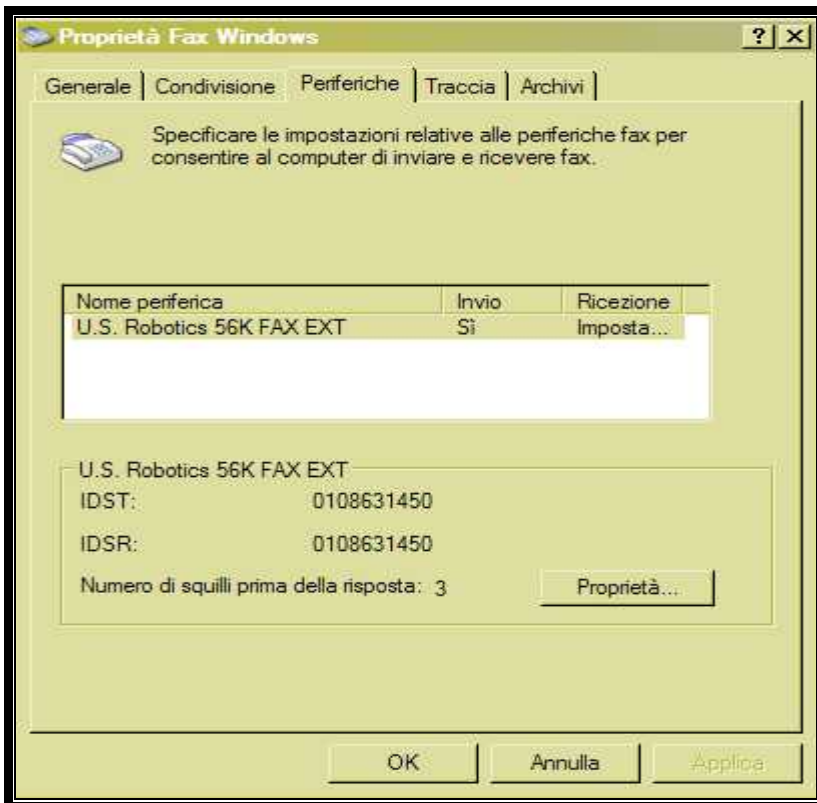 Proprietà Fax Windows
Generale Condivisione Periferiche Traccia Archivi
Specificare le impostazioni relative alle periferiche fax per
consentire al computer di inviare e ricevere fax.
Nome periferica Invio Ricezione
U.S. Robotics 56K FAX EXT Sì Imposta...
U.S. Robotics 56K FAX EXT
IDST: 0108631450
IDSR: 0108631450
Numero di squilli prima della risposta: 3 Proprietà...
OK Annulla Applica